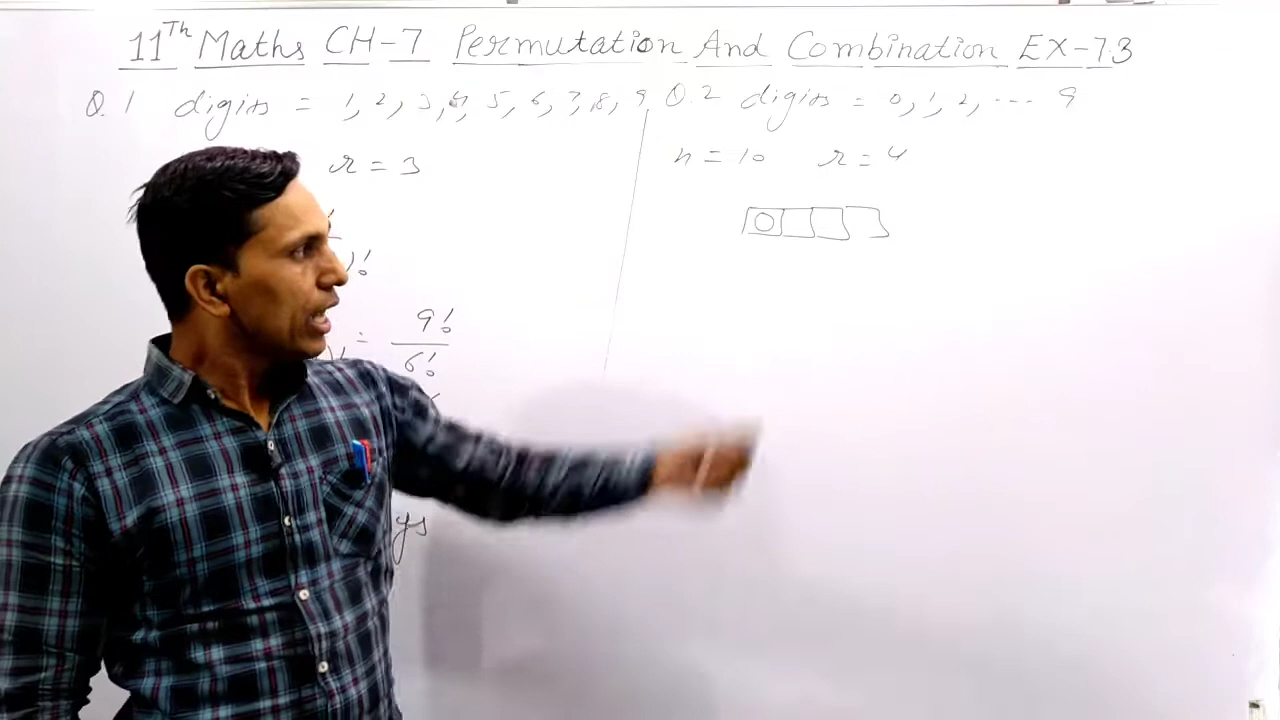 11Th Maths CH-7 Permutation And Combination EX-7.3
Q.1 digits = 1, 2, 3, 4, 5, 6, 7, 8, 9
r = 3
)!
= 9!
6!
ys
Q.2 digits = 0, 1, 2, ---- 9
n = 10 r = 4
0